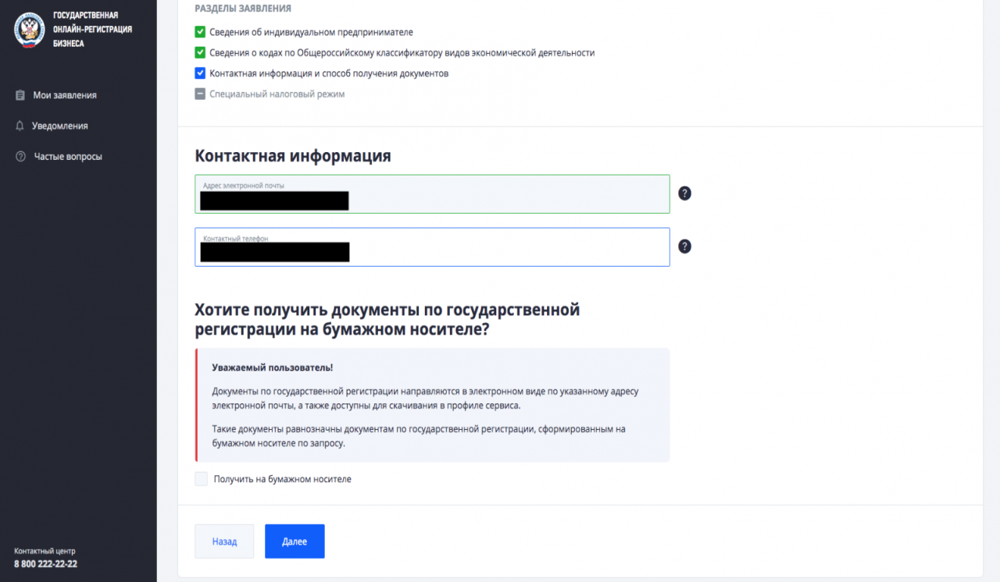 ГОСУДАРСТВЕННАЯ
ОНЛАЙН-РЕГИСТРАЦИЯ
БИЗНЕСА
Мои заявления
Уведомления
Частые вопросы
Контактный центр
8 800 222-22-22
РАЗДЕЛЫ ЗАЯВЛЕНИЯ
Сведения об индивидуальном предпринимателе
Сведения о кодах по Общероссийскому классификатору видов экономической деятельности
Контактная информация и способ получения документов
Специальный налоговый режим
Контактная информация
Адрес электронной почты
?
Контактный телефон
?
Хотите получить документы по государственной
регистрации на бумажном носителе?
Уважаемый пользователь!
Документы по государственной регистрации направляются в электронном виде по указанному адресу
электронной почты, а также доступны для скачивания в профиле сервиса.
Такие документы равнозначны документам по государственной регистрации, сформированным на
бумажном носителе по запросу.
Получить на бумажном носителе
Назад
Далее